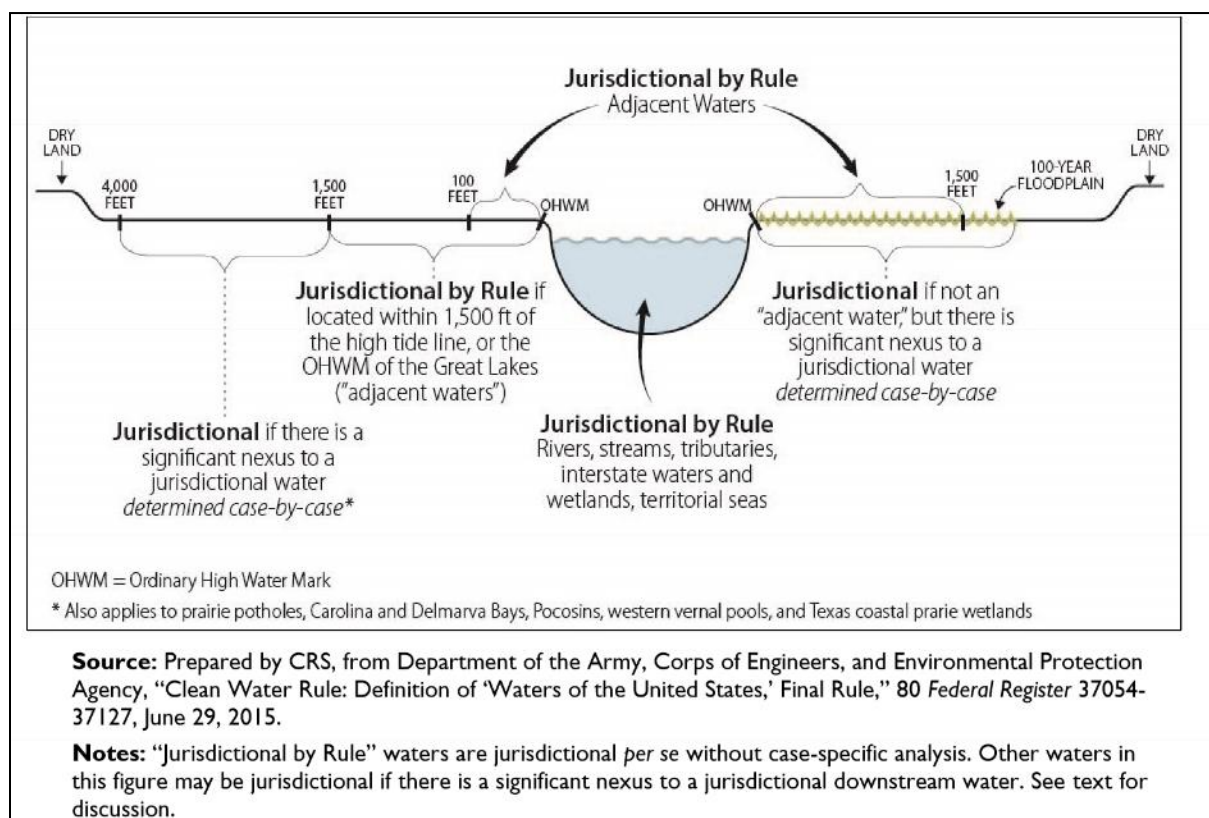 Jurisdictional by Rule
Adjacent Waters
DRY
LAND
4,000
FEET
1,500
FEET
100
FEET
OHWM
OHWM
1,500
FEET
100-YEAR
FLOODPLAIN
DRY
LAND
Jurisdictional by Rule if
located within 1,500 ft of
the high tide line, or the
OHWM of the Great Lakes
("adjacent waters")
Jurisdictional if not an
"adjacent water," but there is
significant nexus to a
jurisdictional water
determined case-by-case
Jurisdictional if there is a
significant nexus to a
jurisdictional water
determined case-by-case*
Jurisdictional by Rule
Rivers, streams, tributaries,
interstate waters and
wetlands, territorial seas
OHWM = Ordinary High Water Mark
* Also applies to prairie potholes, Carolina and Delmarva Bays, Pocosins, western vernal pools, and Texas coastal prarie wetlands
Source: Prepared by CRS, from Department of the Army, Corps of Engineers, and Environmental Protection
Agency, “Clean Water Rule: Definition of ‘Waters of the United States,’ Final Rule,” 80 Federal Register 37054-
37127, June 29, 2015.
Notes: “Jurisdictional by Rule” waters are jurisdictional per se without case-specific analysis. Other waters in
this figure may be jurisdictional if there is a significant nexus to a jurisdictional downstream water. See text for
discussion.